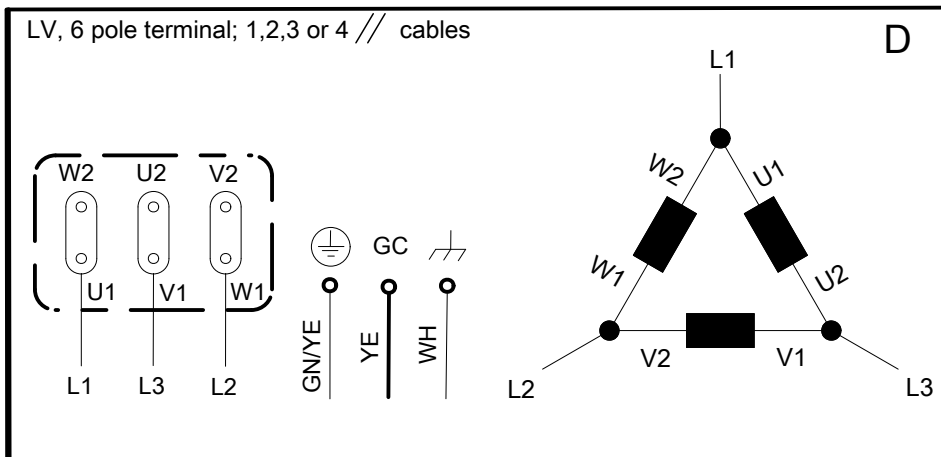 LV, 6 pole terminal; 1,2,3 or 4 // cables
D
L1
W2 U2 V2
U1 V1 W1
L1 L3 L2
GC
GN/YE YE WH
W2 U1
W1 U2
V2 V1
L2 L3